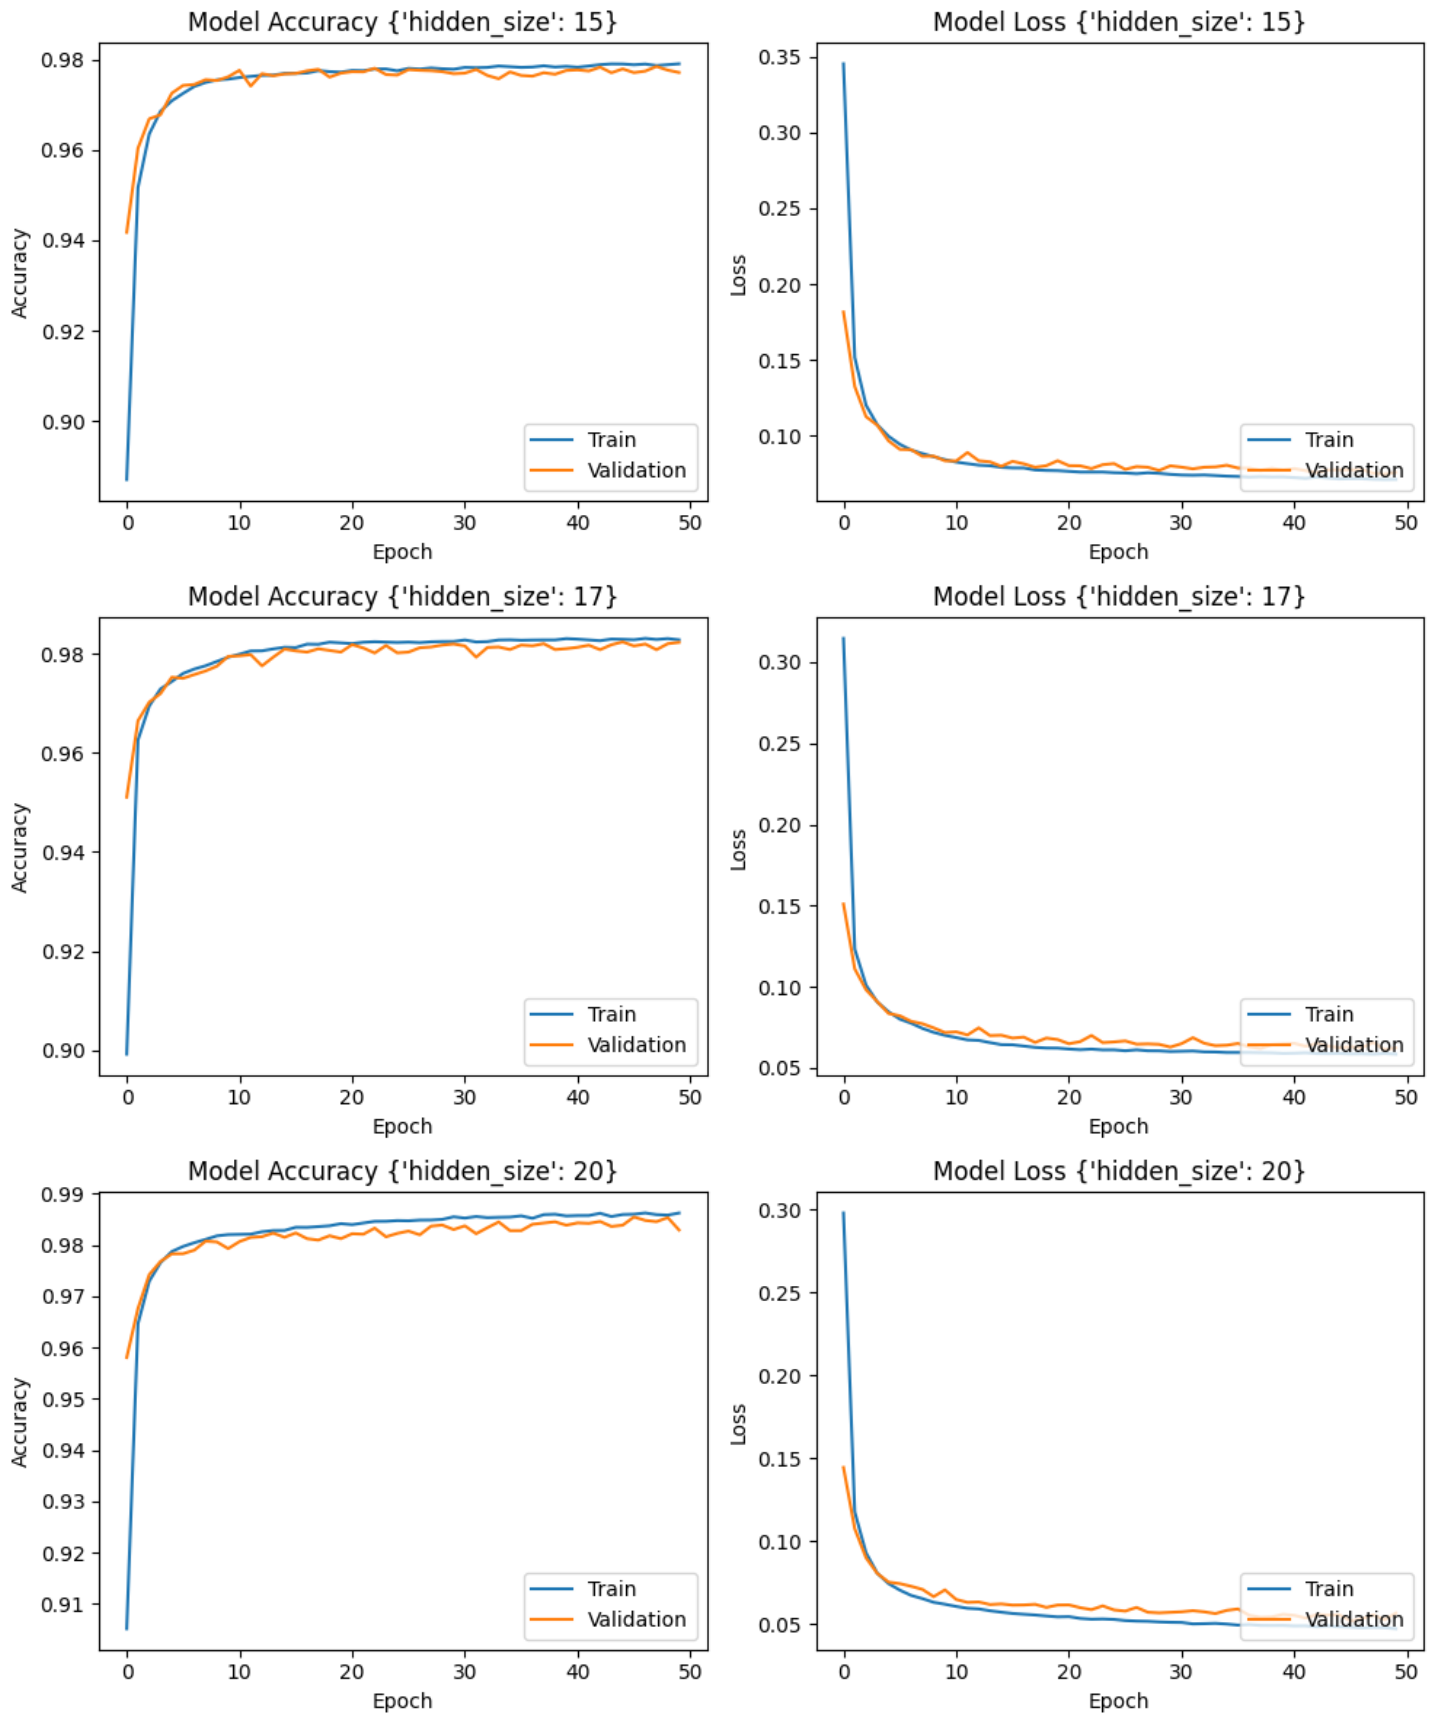 Model Accuracy {'hidden_size': 15}
0.98
0.96
0.94
0.92
0.90
Accuracy
Train
Validation
0 10 20 30 40 50
Epoch
Model Loss {'hidden_size': 15}
0.35
0.30
0.25
0.20
0.15
0.10
Loss
Train
Validation
0 10 20 30 40 50
Epoch
Model Accuracy {'hidden_size': 17}
0.98
0.96
0.94
0.92
0.90
Accuracy
Train
Validation
0 10 20 30 40 50
Epoch
Model Loss {'hidden_size': 17}
0.30
0.25
0.20
0.15
0.10
0.05
Loss
Train
Validation
0 10 20 30 40 50
Epoch
Model Accuracy {'hidden_size': 20}
0.99
0.98
0.97
0.96
0.95
0.94
0.93
0.92
0.91
Accuracy
Train
Validation
0 10 20 30 40 50
Epoch
Model Loss {'hidden_size': 20}
0.30
0.25
0.20
0.15
0.10
0.05
Loss
Train
Validation
0 10 20 30 40 50
Epoch